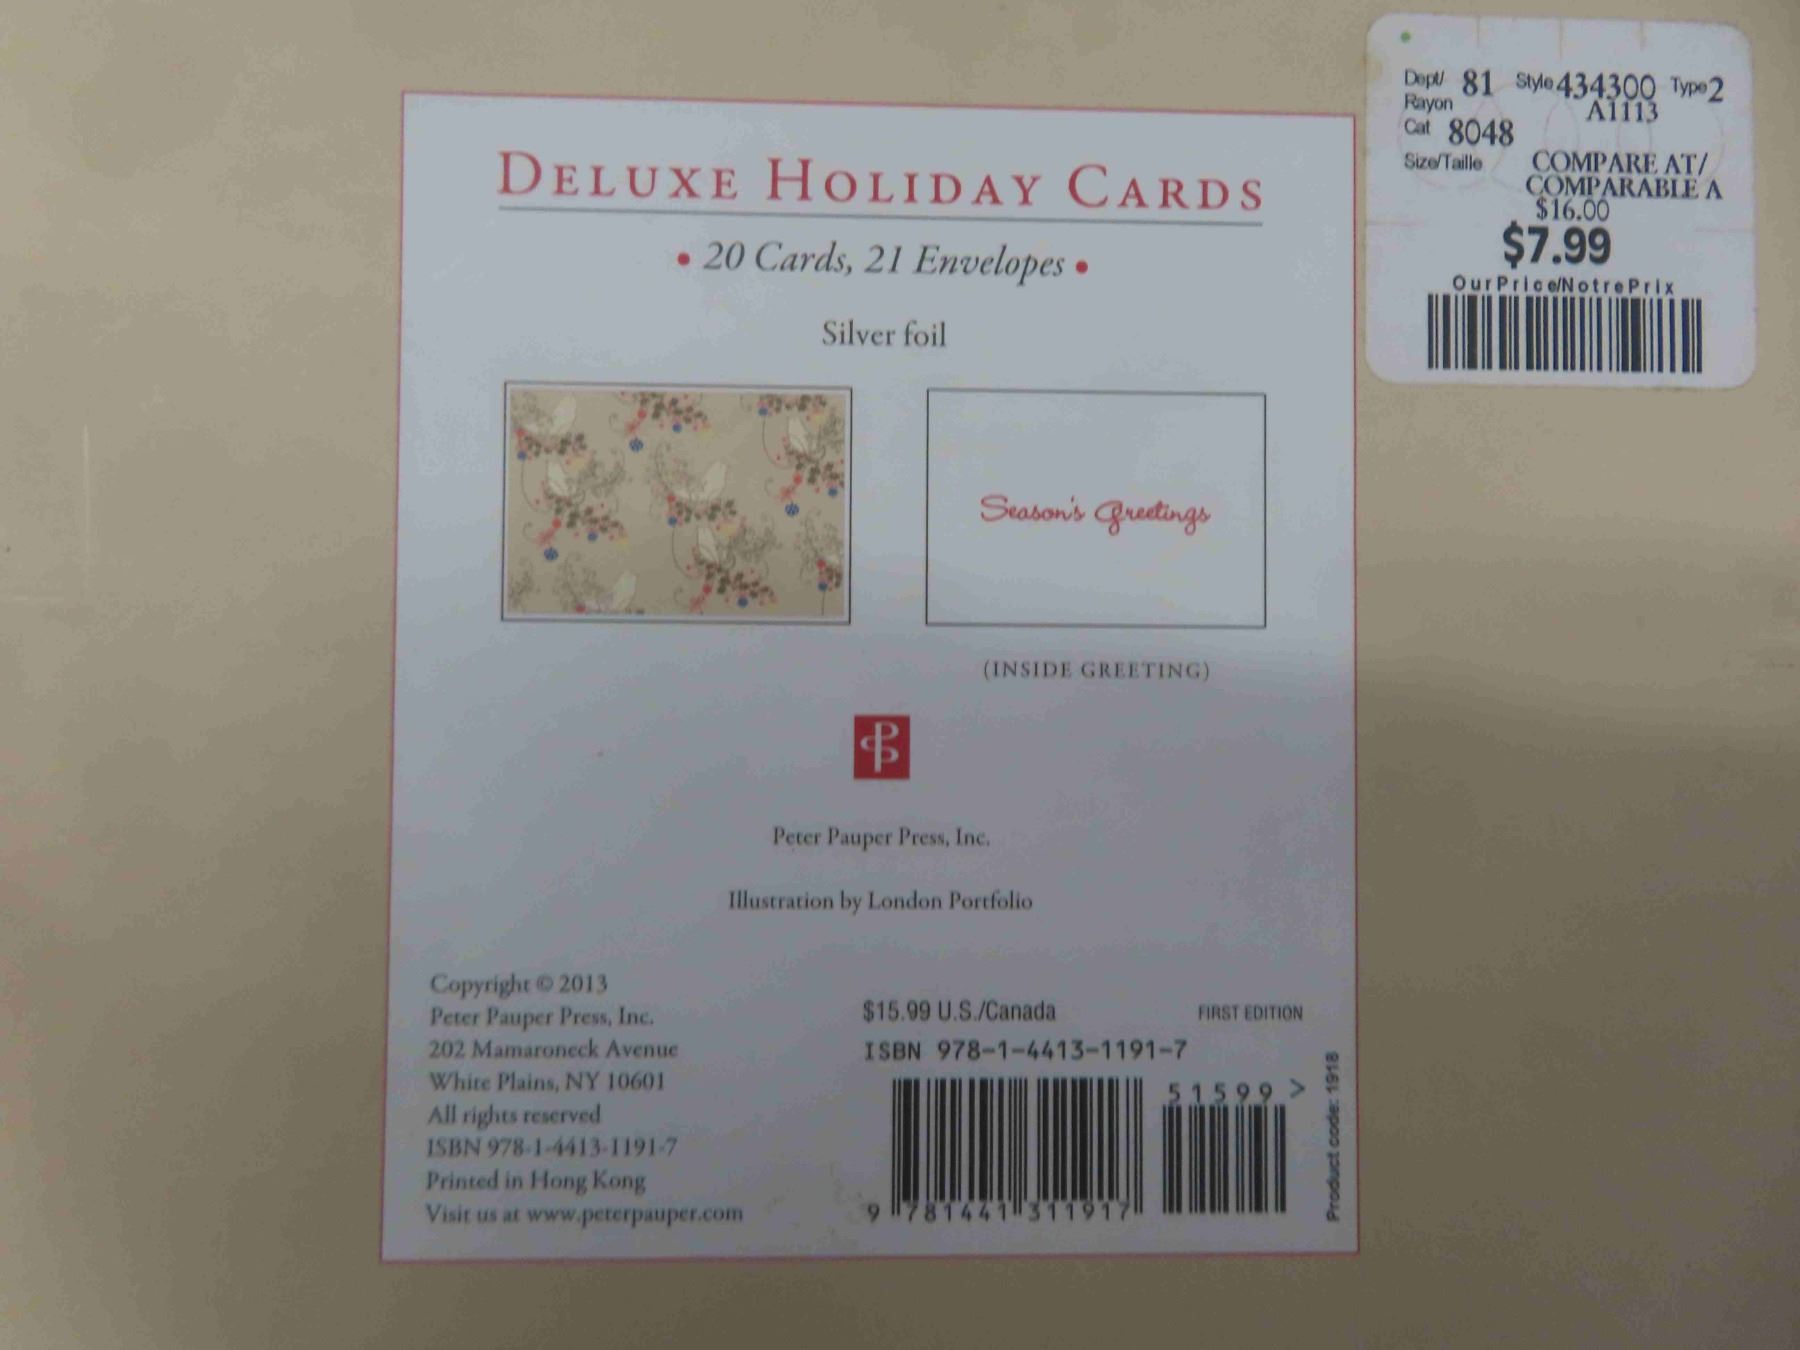 DELUXE HOLIDAY CARDS
• 20 Cards, 21 Envelopes •
Silver foil
Season's Greetings
(INSIDE GREETING)
Peter Pauper Press, Inc.
Illustration by London Portfolio
Copyright © 2013
Peter Pauper Press, Inc.
202 Mamaroneck Avenue
White Plains, NY 10601
All rights reserved
ISBN 978-1-4413-1191-7
Printed in Hong Kong
Visit us at www.peterpauper.com
$15.99 U.S./Canada
FIRST EDITION
ISBN 978-1-4413-1191-7
51599 >
9 781441 311917
Product code: 1918
Dept/ 81 Style 434300 Type 2
Rayon A1113
Cat 8048
Size/Taille COMPARE AT/
COMPARABLE A
$16.00
$7.99
Our Price/Notre Prix